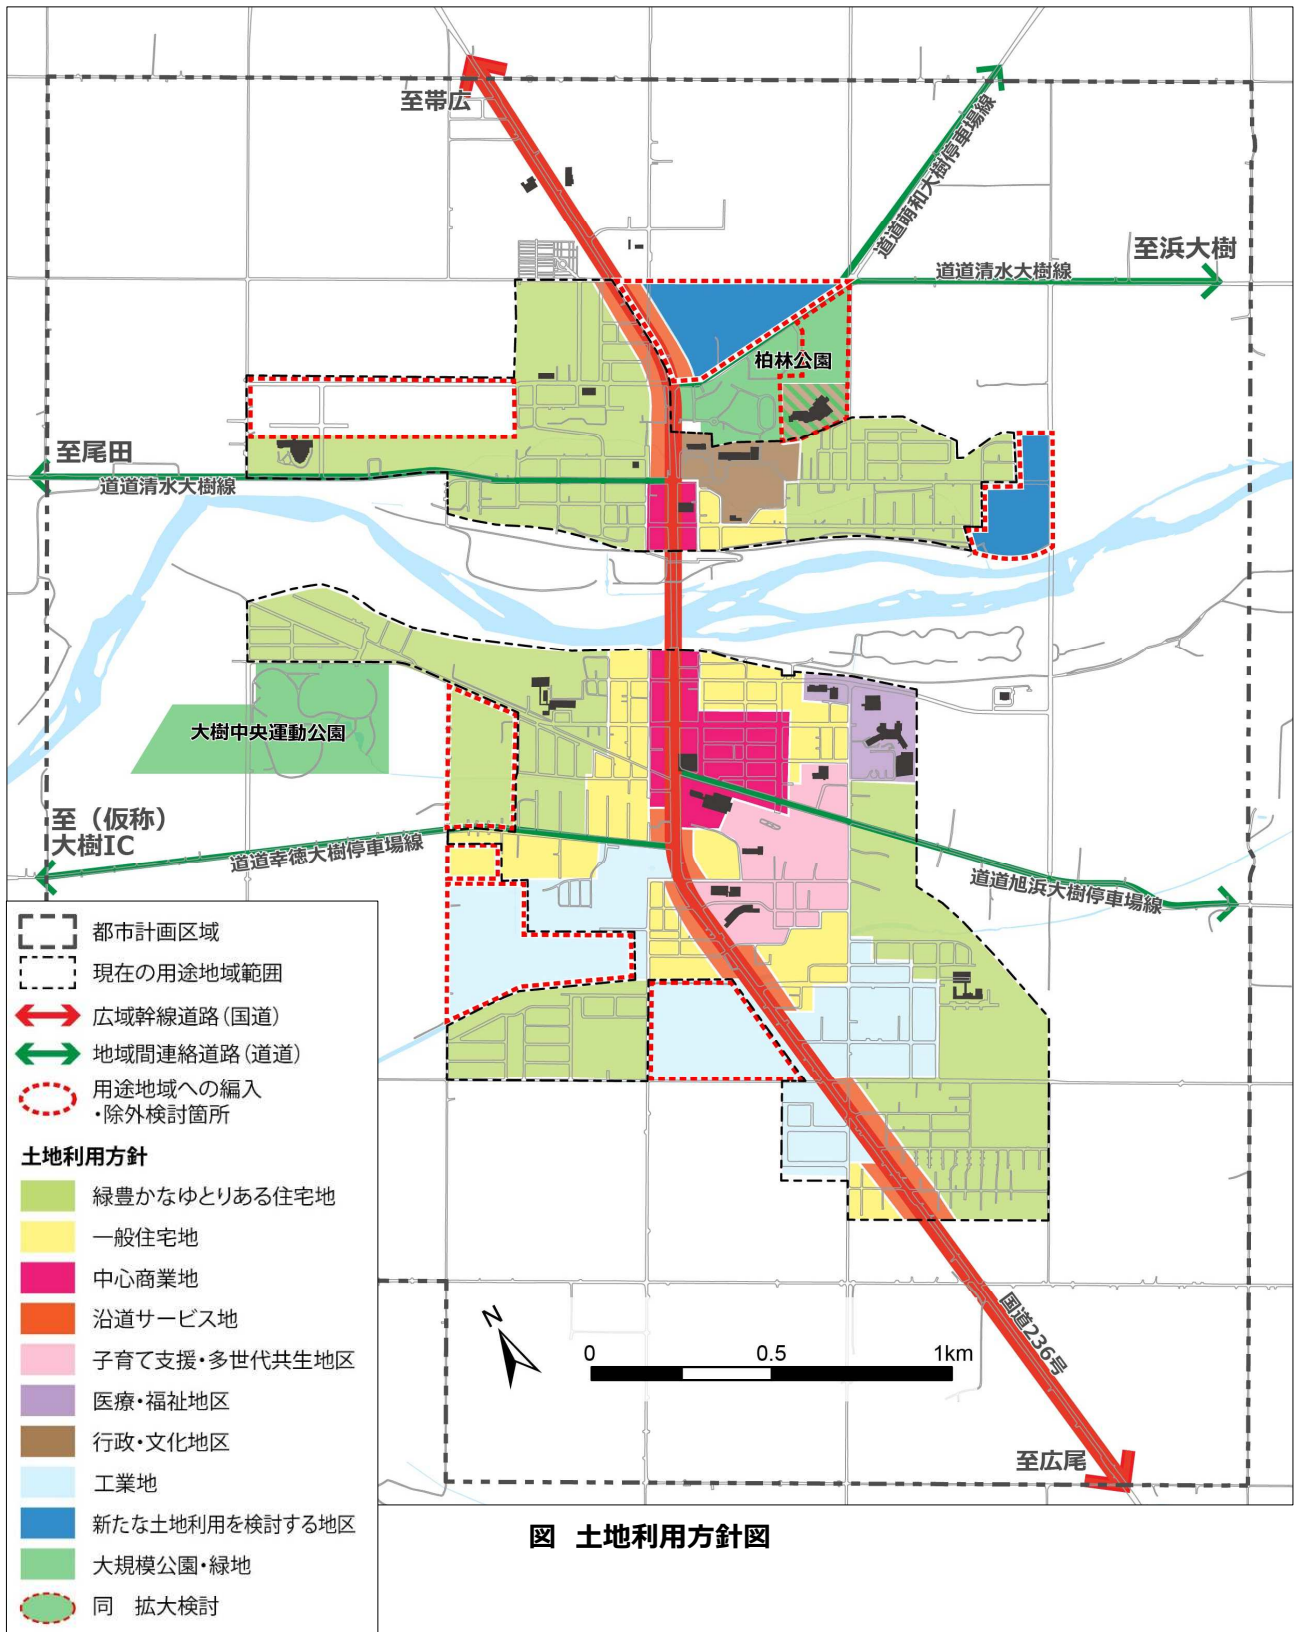 至帯広
道道萌和大樹停車場線
至浜大樹
道道清水大樹線
柏林公園
至尾田
道道清水大樹線
大樹中央運動公園
至（仮称）
大樹IC
道道幸徳大樹停車場線
道道旭浜大樹停車場線
都市計画区域
現在の用途地域範囲
広域幹線道路（国道）
地域間連絡道路（道道）
用途地域への編入
・除外検討箇所
土地利用方針
緑豊かなゆとりある住宅地
一般住宅地
中心商業地
沿道サービス地
子育て支援・多世代共生地区
医療・福祉地区
行政・文化地区
工業地
新たな土地利用を検討する地区
大規模公園・緑地
同　拡大検討
N
0 0.5 1km
国道236号
至広尾
図　土地利用方針図